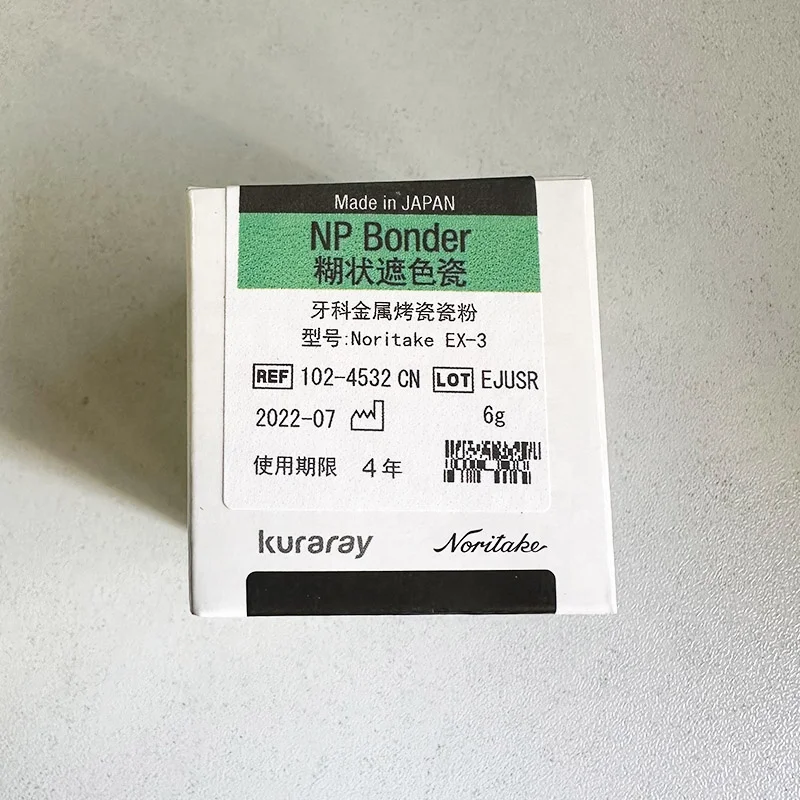 Made in JAPAN
NP Bonder
糊状遮色瓷
牙科金属烤瓷瓷粉
型号:Noritake EX-3
REF 102-4532 CN LOT EJUSR
2022-07 6g
使用期限 4年
kuraray Noritake